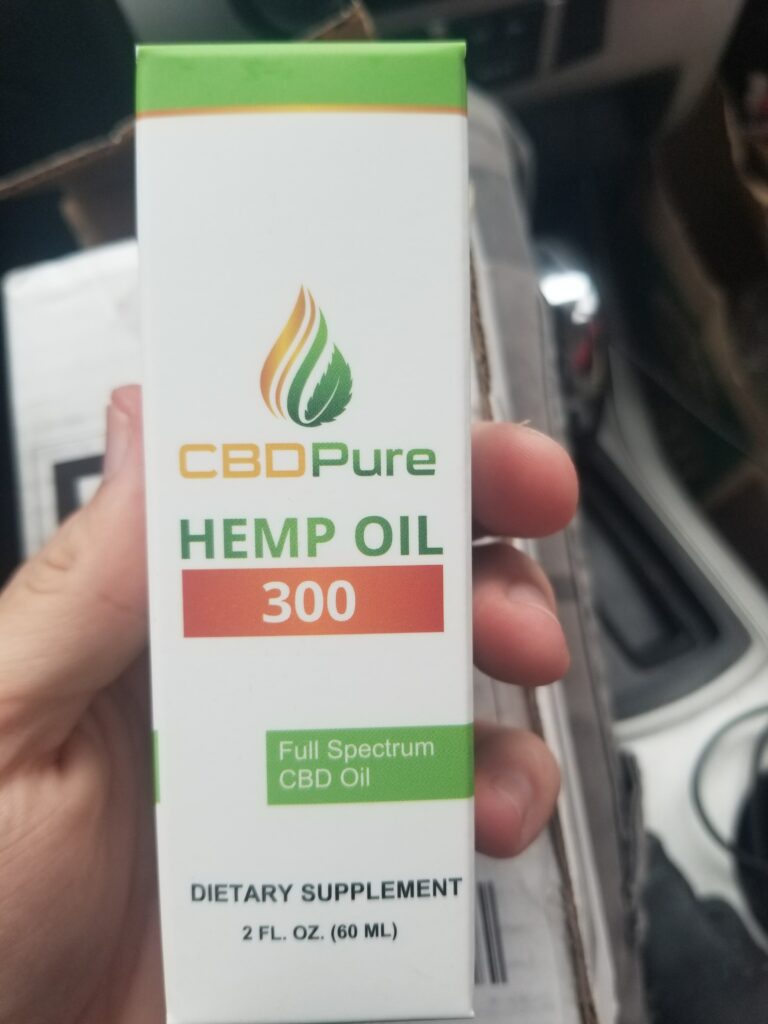 CBDPure
HEMP OIL
300
Full Spectrum
CBD Oil
DIETARY SUPPLEMENT
2 FL. OZ. (60 ML)